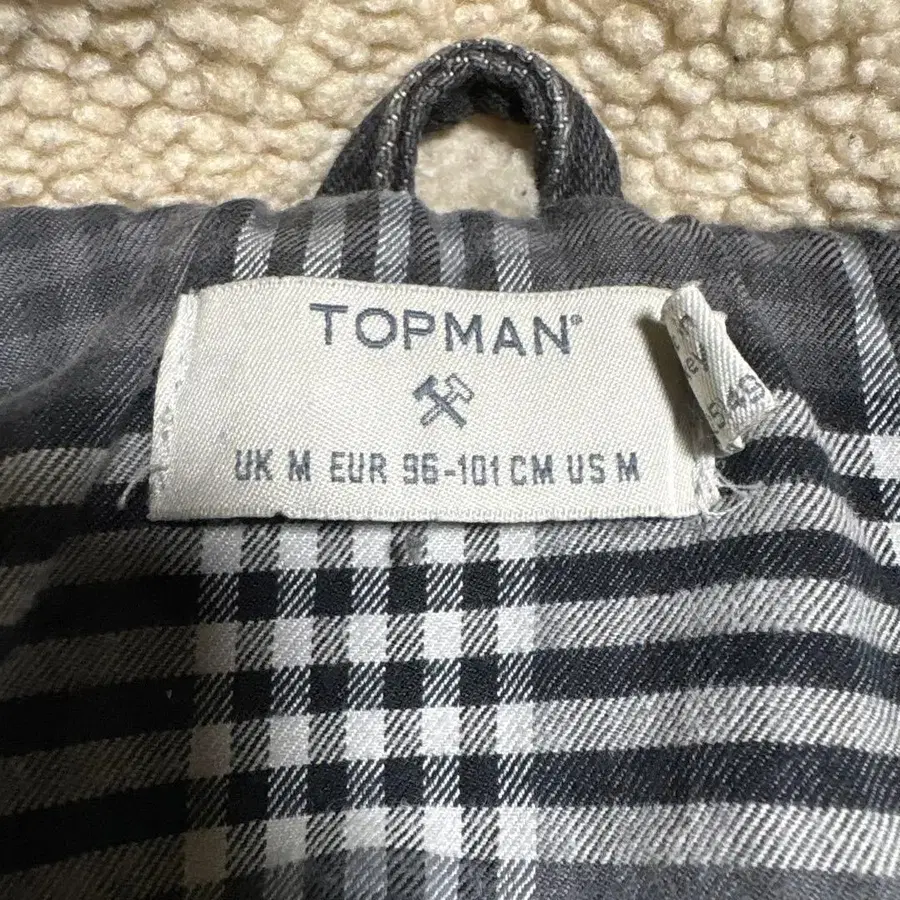 TOPMAN®
UK M EUR 96-101 CM US M